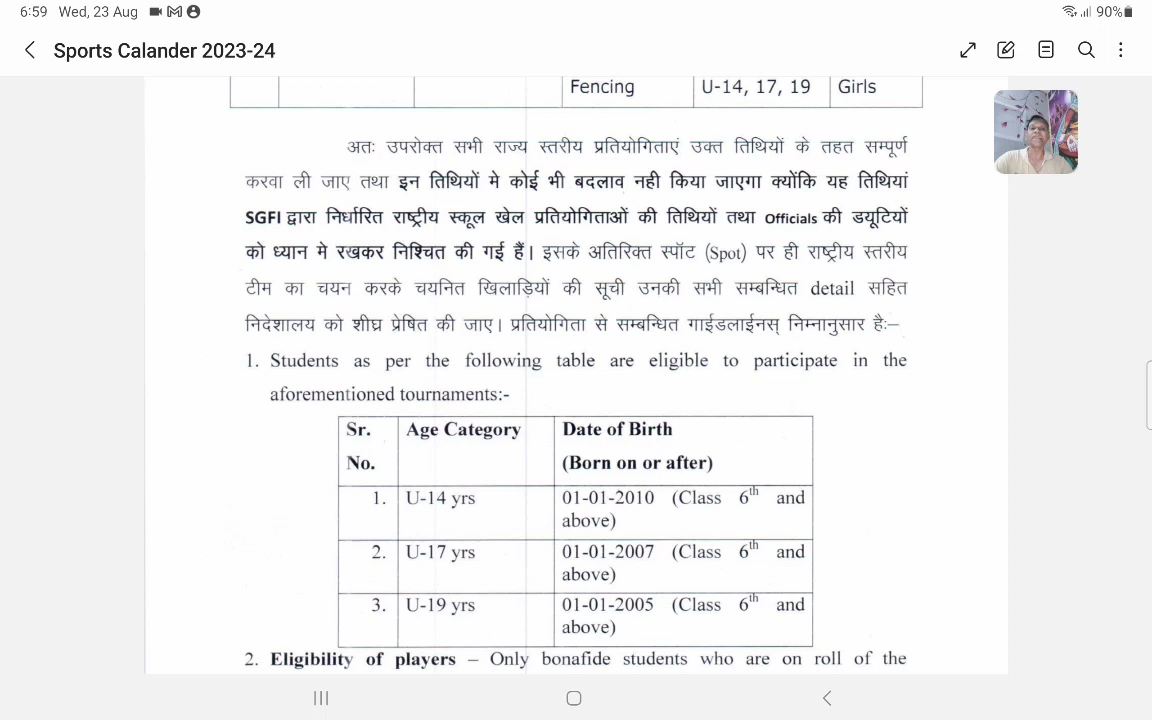 6:59 Wed, 23 Aug
90%
Sports Calander 2023-24
Fencing U-14, 17, 19 Girls
अतः उपरोक्त सभी राज्य स्तरीय प्रतियोगिताएं उक्त तिथियों के तहत सम्पूर्ण
करवा ली जाए तथा इन तिथियों मे कोई भी बदलाव नही किया जाएगा क्योंकि यह तिथियां
SGFI द्वारा निर्धारित राष्ट्रीय स्कूल खेल प्रतियोगिताओं की तिथियों तथा Officials की डयूटियों
को ध्यान मे रखकर निश्चित की गई हैं। इसके अतिरिक्त स्पॉट (Spot) पर ही राष्ट्रीय स्तरीय
टीम का चयन करके चयनित खिलाड़ियों की सूची उनकी सभी सम्बन्धित detail सहित
निदेशालय को शीघ्र प्रेषित की जाए। प्रतियोगिता से सम्बन्धित गाईडलाईनस् निम्नानुसार हैः–
1. Students as per the following table are eligible to participate in the
aforementioned tournaments:-
Sr. Age Category Date of Birth
No. (Born on or after)
1. U-14 yrs 01-01-2010 (Class 6th and
above)
2. U-17 yrs 01-01-2007 (Class 6th and
above)
3. U-19 yrs 01-01-2005 (Class 6th and
above)
2. Eligibility of players – Only bonafide students who are on roll of the